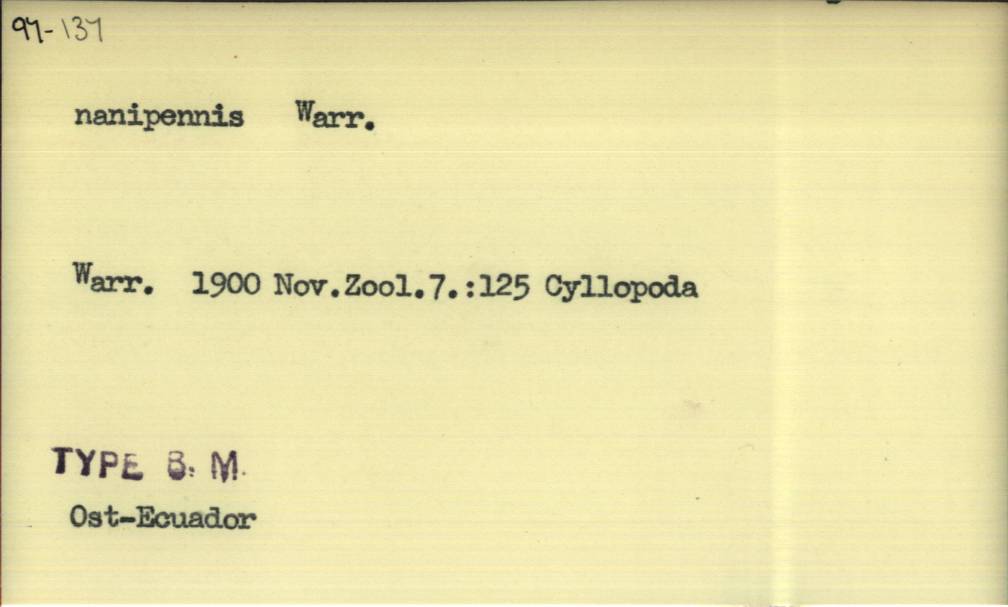 97-137
nanipennis Warr.
Warr. 1900 Nov.Zool.7.:125 Cyllopoda
TYPE B. M.
Ost-Ecuador